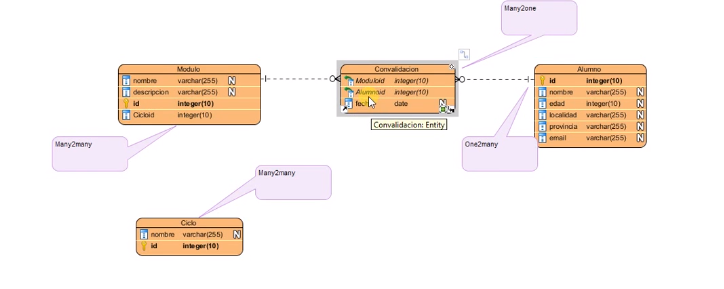 Many2one
Modulo
nombre varchar(255) N
descripcion varchar(255) N
id integer(10)
Cicloid integer(10)
Convalidacion
Moduloid integer(10)
Alumnoid integer(10)
fec date N
Convalidacion: Entity
Alumno
id integer(10)
nombre varchar(255) N
edad integer(10) N
localidad varchar(255) N
provincia varchar(255) N
email varchar(255) N
Many2many
One2many
Many2many
Ciclo
nombre varchar(255) N
id integer(10)